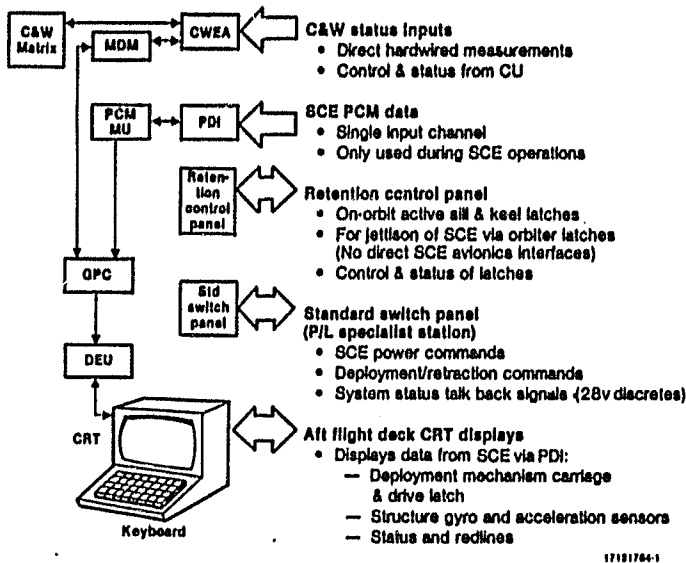 C&W
Matrix
CWEA
MDM
C&W status inputs
• Direct hardwired measurements
• Control & status from CU
PCM
MU
PDI
SCE PCM data
• Single input channel
• Only used during SCE operations
Reten-
tion
control
panel
Retention control panel
• On-orbit active sill & keel latches
• For jettison of SCE via orbiter latches
(No direct SCE avionics interfaces)
• Control & status of latches
GPC
Std
switch
panel
Standard switch panel
(P/L specialist station)
• SCE power commands
• Deployment/retraction commands
• System status talk back signals (28v discretes)
DEU
CRT
Keyboard
Aft flight deck CRT displays
• Displays data from SCE via PDI:
— Deployment mechanism carriage
& drive latch
— Structure gyro and acceleration sensors
— Status and redlines
17131764-1